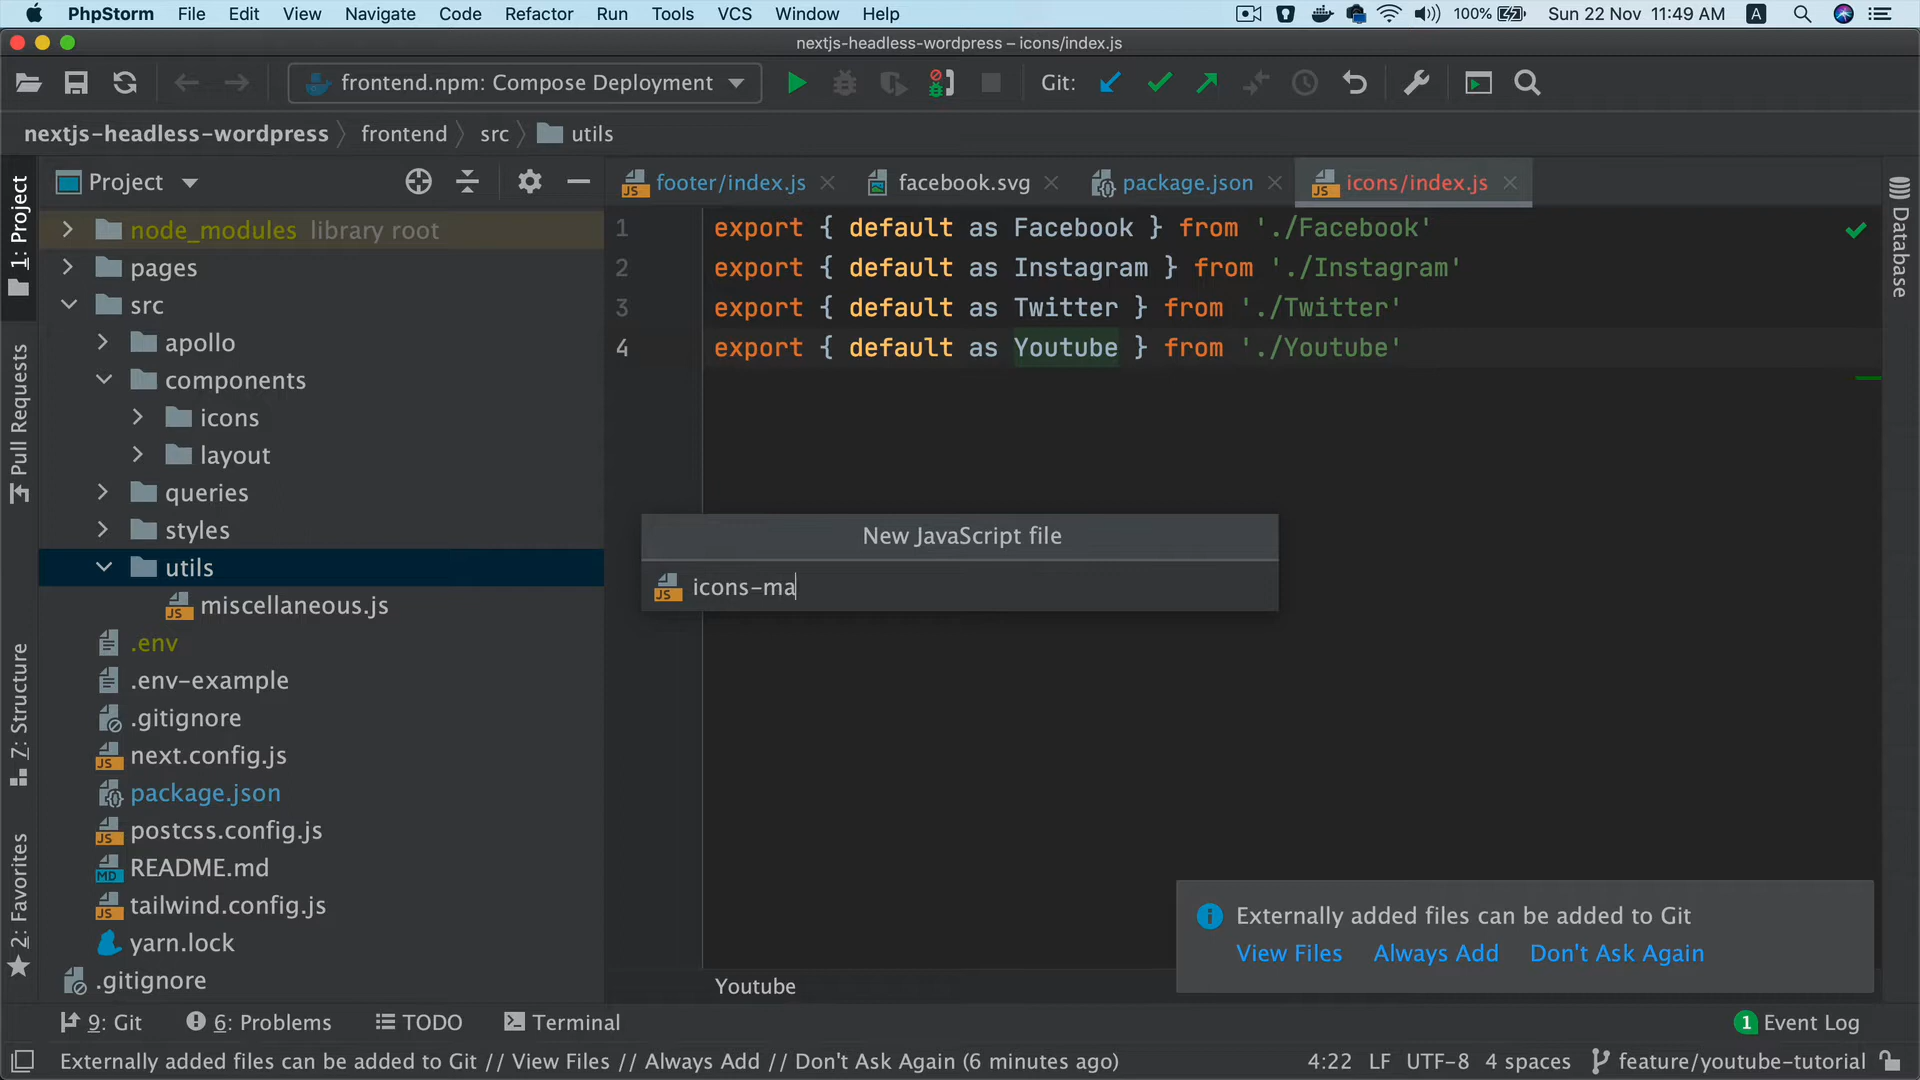 PhpStorm File Edit View Navigate Code Refactor Run Tools VCS Window Help 100% Sun 22 Nov 11:49 AM A
nextjs-headless-wordpress – icons/index.js
frontend.npm: Compose Deployment Git:
nextjs-headless-wordpress frontend src utils
Project
footer/index.js facebook.svg package.json icons/index.js
node_modules library root
pages
src
apollo
components
icons
layout
queries
styles
utils
miscellaneous.js
.env
.env-example
.gitignore
next.config.js
package.json
postcss.config.js
README.md
tailwind.config.js
yarn.lock
.gitignore
1 export { default as Facebook } from './Facebook'
2 export { default as Instagram } from './Instagram'
3 export { default as Twitter } from './Twitter'
4 export { default as Youtube } from './Youtube'
New JavaScript file
JS icons-ma
Externally added files can be added to Git
View Files Always Add Don't Ask Again
Youtube
1: Project
Pull Requests
7: Structure
2: Favorites
Database
9: Git 6: Problems TODO Terminal 1 Event Log
Externally added files can be added to Git // View Files // Always Add // Don't Ask Again (6 minutes ago) 4:22 LF UTF-8 4 spaces feature/youtube-tutorial